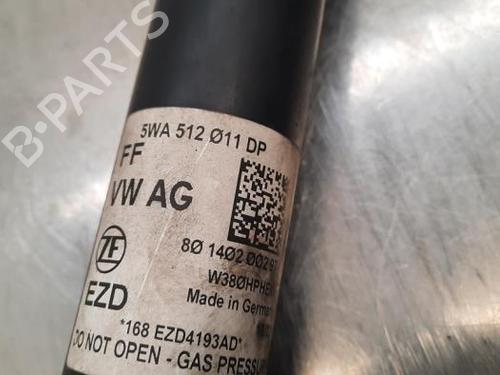 B-PARTS
5WA 512 Ø11 DP
FF
VW AG
8Ø 14Ø2 ØØ2
ZF
W38ØHPHE
EZD
Made in German
*168 EZD4193AD*
DO NOT OPEN - GAS PRESSU